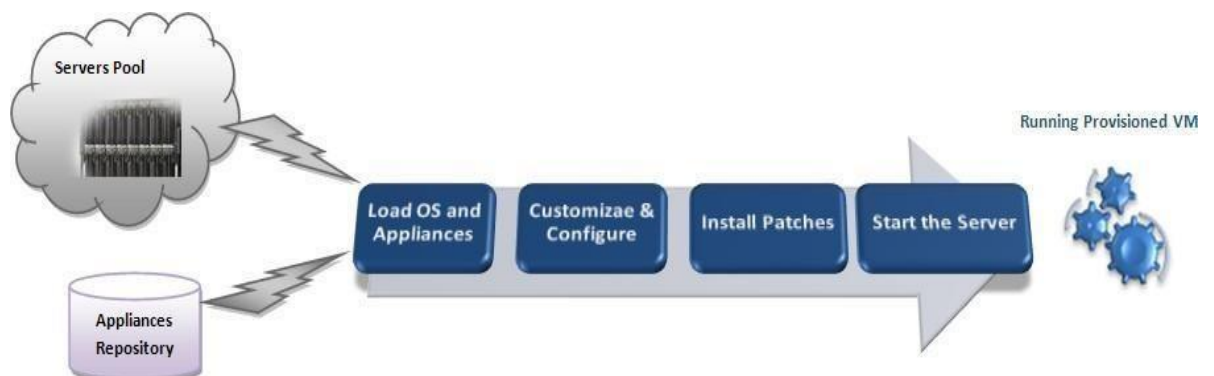 Servers Pool
Running Provisioned VM
Load OS and
Appliances
Customizae &
Configure
Install Patches
Start the Server
Appliances
Repository